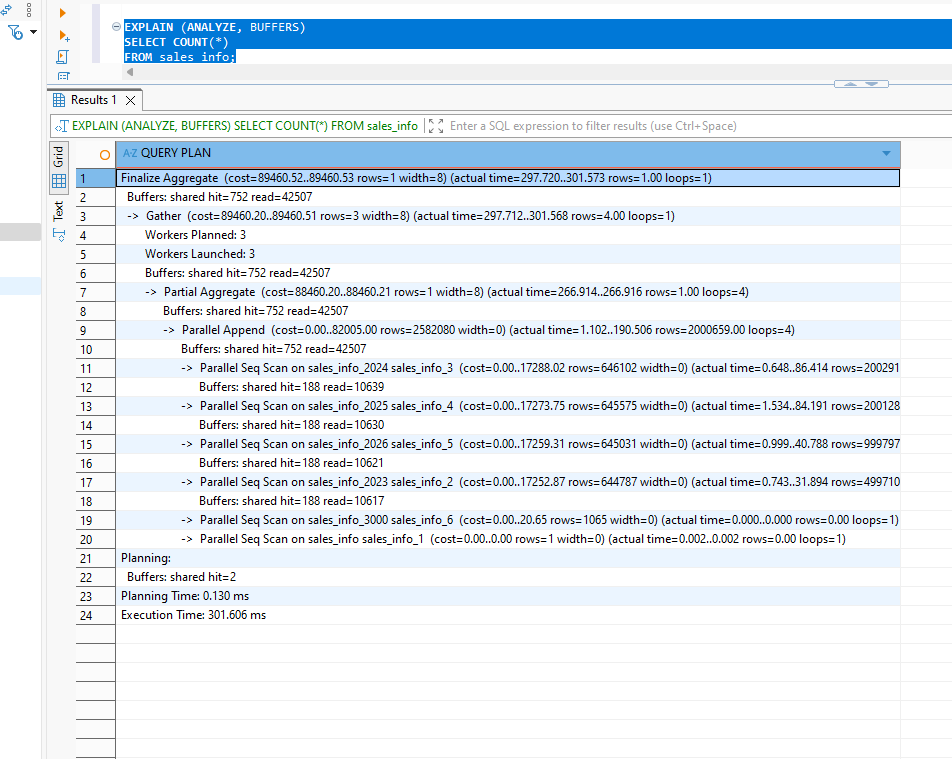 EXPLAIN (ANALYZE, BUFFERS)
SELECT COUNT(*)
FROM sales_info;
Results 1
EXPLAIN (ANALYZE, BUFFERS) SELECT COUNT(*) FROM sales_info
Enter a SQL expression to filter results (use Ctrl+Space)
Grid
Text
A-Z QUERY PLAN
1 Finalize Aggregate (cost=89460.52..89460.53 rows=1 width=8) (actual time=297.720..301.573 rows=1.00 loops=1)
2 Buffers: shared hit=752 read=42507
3 -> Gather (cost=89460.20..89460.51 rows=3 width=8) (actual time=297.712..301.568 rows=4.00 loops=1)
4 Workers Planned: 3
5 Workers Launched: 3
6 Buffers: shared hit=752 read=42507
7 -> Partial Aggregate (cost=88460.20..88460.21 rows=1 width=8) (actual time=266.914..266.916 rows=1.00 loops=4)
8 Buffers: shared hit=752 read=42507
9 -> Parallel Append (cost=0.00..82005.00 rows=2582080 width=0) (actual time=1.102..190.506 rows=2000659.00 loops=4)
10 Buffers: shared hit=752 read=42507
11 -> Parallel Seq Scan on sales_info_2024 sales_info_3 (cost=0.00..17288.02 rows=646102 width=0) (actual time=0.648..86.414 rows=200291
12 Buffers: shared hit=188 read=10639
13 -> Parallel Seq Scan on sales_info_2025 sales_info_4 (cost=0.00..17273.75 rows=645575 width=0) (actual time=1.534..84.191 rows=200128
14 Buffers: shared hit=188 read=10630
15 -> Parallel Seq Scan on sales_info_2026 sales_info_5 (cost=0.00..17259.31 rows=645031 width=0) (actual time=0.999..40.788 rows=999797
16 Buffers: shared hit=188 read=10621
17 -> Parallel Seq Scan on sales_info_2023 sales_info_2 (cost=0.00..17252.87 rows=644787 width=0) (actual time=0.743..31.894 rows=499710
18 Buffers: shared hit=188 read=10617
19 -> Parallel Seq Scan on sales_info_3000 sales_info_6 (cost=0.00..20.65 rows=1065 width=0) (actual time=0.000..0.000 rows=0.00 loops=1)
20 -> Parallel Seq Scan on sales_info sales_info_1 (cost=0.00..0.00 rows=1 width=0) (actual time=0.002..0.002 rows=0.00 loops=1)
21 Planning:
22 Buffers: shared hit=2
23 Planning Time: 0.130 ms
24 Execution Time: 301.606 ms